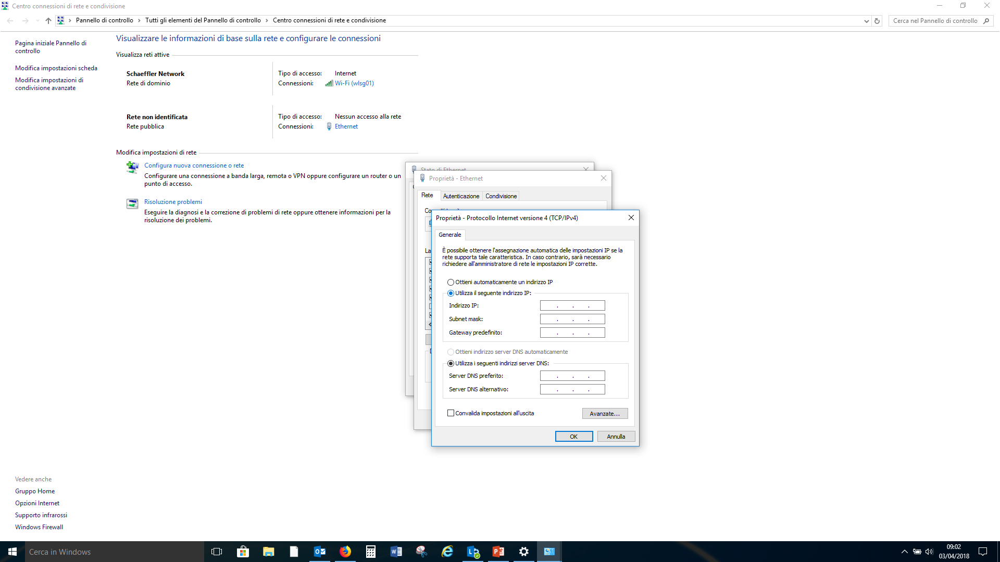 Centro connessioni di rete e condivisione
Pannello di controllo > Tutti gli elementi del Pannello di controllo > Centro connessioni di rete e condivisione
Cerca nel Pannello di controllo
Pagina iniziale Pannello di
controllo
Modifica impostazioni scheda
Modifica impostazioni di
condivisione avanzate
Visualizzare le informazioni di base sulla rete e configurare le connessioni
Visualizza reti attive
Schaeffler Network
Rete di dominio
Tipo di accesso: Internet
Connessioni: Wi-Fi (wlsg01)
Rete non identificata
Rete pubblica
Tipo di accesso: Nessun accesso alla rete
Connessioni: Ethernet
Modifica impostazioni di rete
Configura nuova connessione o rete
Configurare una connessione a banda larga, remota o VPN oppure configurare un router o un
punto di accesso.
Risoluzione problemi
Eseguire la diagnosi e la correzione di problemi di rete oppure ottenere informazioni per la
risoluzione dei problemi.
Stato di Ethernet
Proprietà - Ethernet
Rete Autenticazione Condivisione
La
Proprietà - Protocollo Internet versione 4 (TCP/IPv4)
Generale
È possibile ottenere l'assegnazione automatica delle impostazioni IP se la
rete supporta tale caratteristica. In caso contrario, sarà necessario
richiedere all'amministratore di rete le impostazioni IP corrette.
Ottieni automaticamente un indirizzo IP
Utilizza il seguente indirizzo IP:
Indirizzo IP: . . .
Subnet mask: . . .
Gateway predefinito: . . .
Ottieni indirizzo server DNS automaticamente
Utilizza i seguenti indirizzi server DNS:
Server DNS preferito: . . .
Server DNS alternativo: . . .
Convalida impostazioni all'uscita
Avanzate...
OK Annulla
Vedere anche
Gruppo Home
Opzioni Internet
Supporto infrarossi
Windows Firewall
Cerca in Windows
09:02
03/04/2018